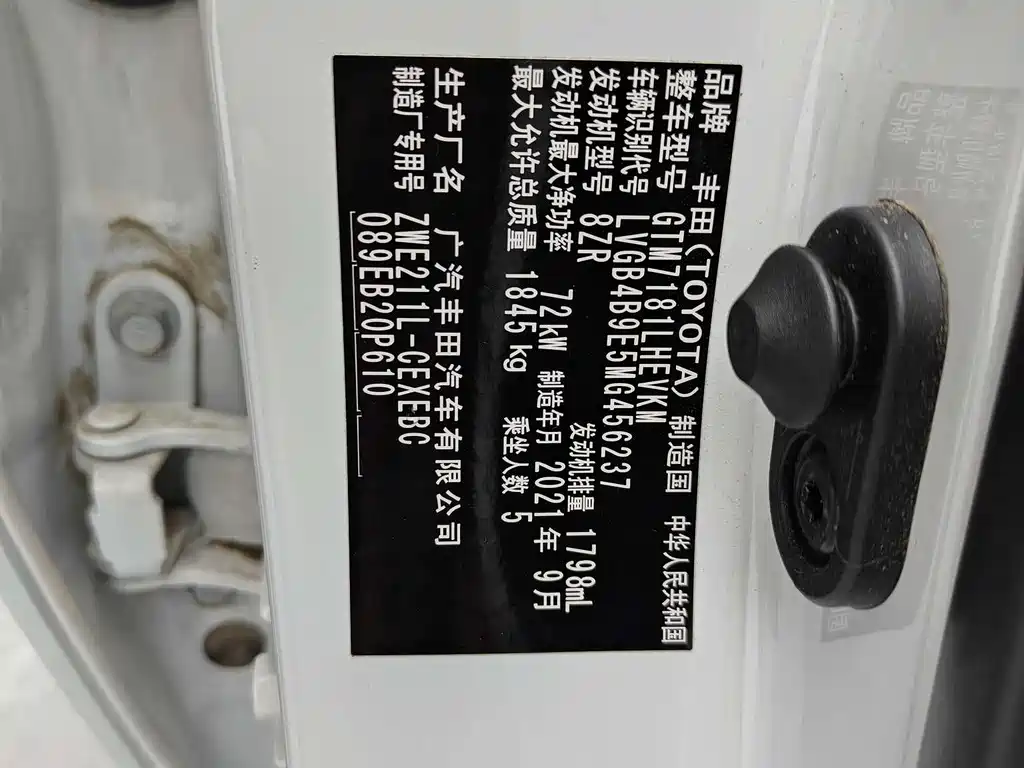 品牌 丰田(TOYOTA) 制造国 中华人民共和国
整车型号 GTM7181LHEVKM
车辆识别代号 LVGB4B9E5MG456237
发动机型号 8ZR 发动机排量 1798mL
发动机最大净功率 72kW 制造年月 2021年 9月
最大允许总质量 1845kg 乘坐人数 5
生产厂名 广汽丰田汽车有限公司
制造厂专用号 ZWE211L-CEXEBC
089EB20P610